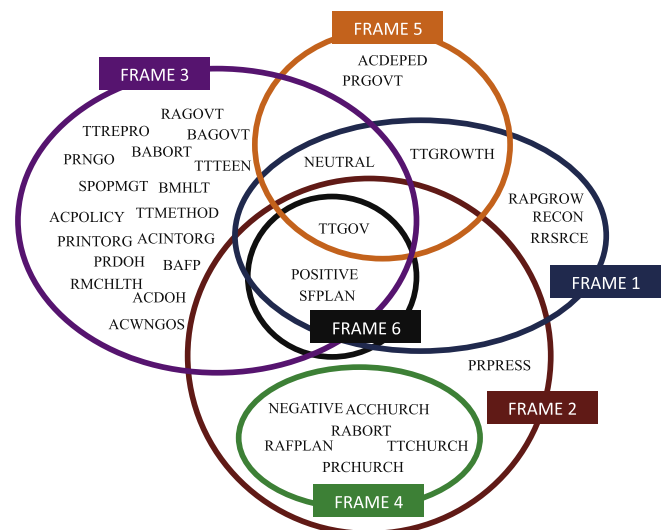 FRAME 5
ACDEPED
PRGOVT
FRAME 3
RAGOVT
TTREPRO
BAGOVT
BABORT
PRNGO
TTTEEN
NEUTRAL
TTGROWTH
SPOPMGT
BMHLT
RAPGROW
RECON
RRSRCE
ACPOLICY
TTMETHOD
TTGOV
PRINTORG
ACINTORG
PRDOH
BAFP
POSITIVE
SFPLAN
RMCHLTH
ACDOH
FRAME 1
ACWNGOS
FRAME 6
PRPRESS
FRAME 2
NEGATIVE
ACCHURCH
RABORT
RAFPLAN
TTCHURCH
PRCHURCH
FRAME 4